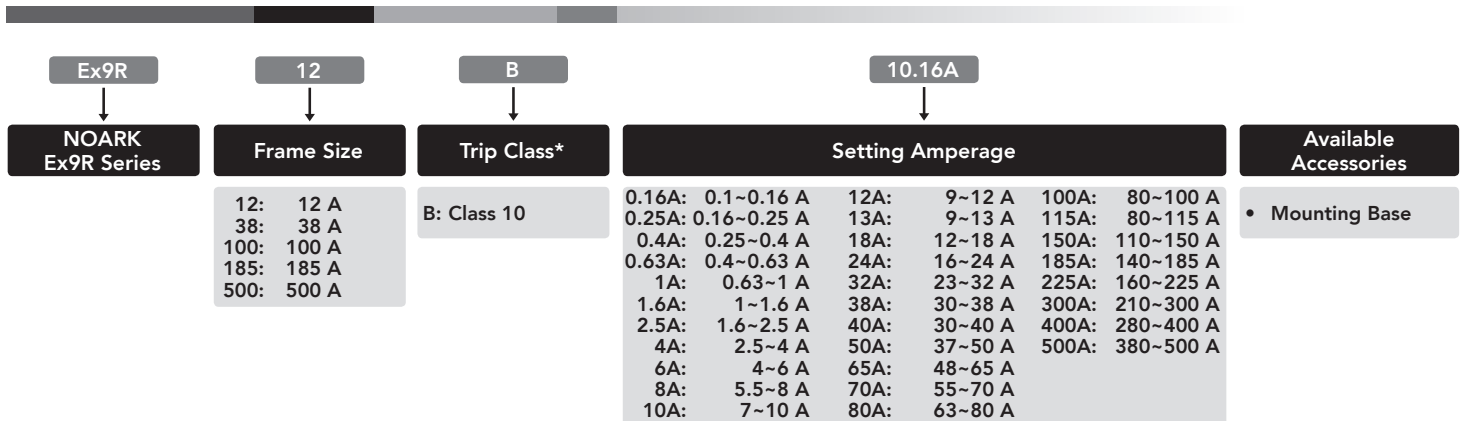 Ex9R 12 B 10.16A
NOARK
Ex9R Series
Frame Size
Trip Class*
Setting Amperage
Available
Accessories
12: 12 A
38: 38 A
100: 100 A
185: 185 A
500: 500 A
B: Class 10
0.16A: 0.1~0.16 A 12A: 9~12 A 100A: 80~100 A
0.25A: 0.16~0.25 A 13A: 9~13 A 115A: 80~115 A
0.4A: 0.25~0.4 A 18A: 12~18 A 150A: 110~150 A
0.63A: 0.4~0.63 A 24A: 16~24 A 185A: 140~185 A
1A: 0.63~1 A 32A: 23~32 A 225A: 160~225 A
1.6A: 1~1.6 A 38A: 30~38 A 300A: 210~300 A
2.5A: 1.6~2.5 A 40A: 30~40 A 400A: 280~400 A
4A: 2.5~4 A 50A: 37~50 A 500A: 380~500 A
6A: 4~6 A 65A: 48~65 A
8A: 5.5~8 A 70A: 55~70 A
10A: 7~10 A 80A: 63~80 A
• Mounting Base